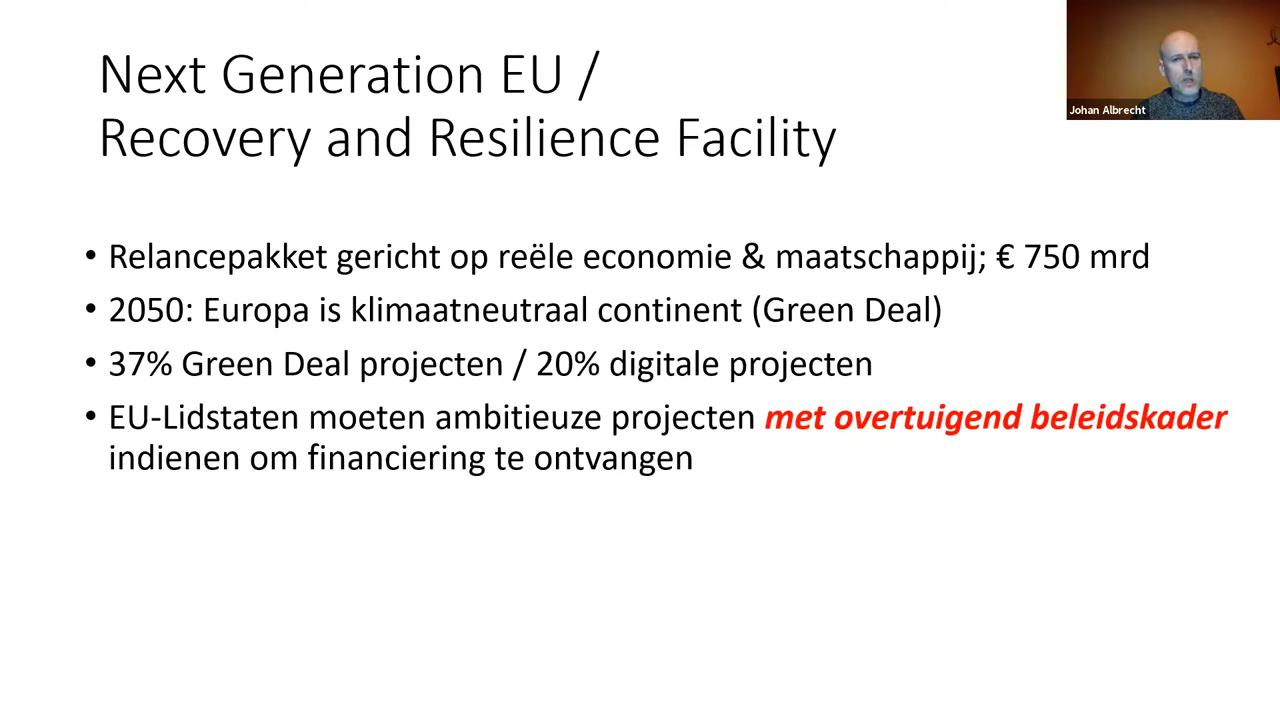 Next Generation EU /
Recovery and Resilience Facility
Johan Albrecht
• Relancepakket gericht op reële economie & maatschappij; € 750 mrd
• 2050: Europa is klimaatneutraal continent (Green Deal)
• 37% Green Deal projecten / 20% digitale projecten
• EU-Lidstaten moeten ambitieuze projecten met overtuigend beleidskader
indienen om financiering te ontvangen